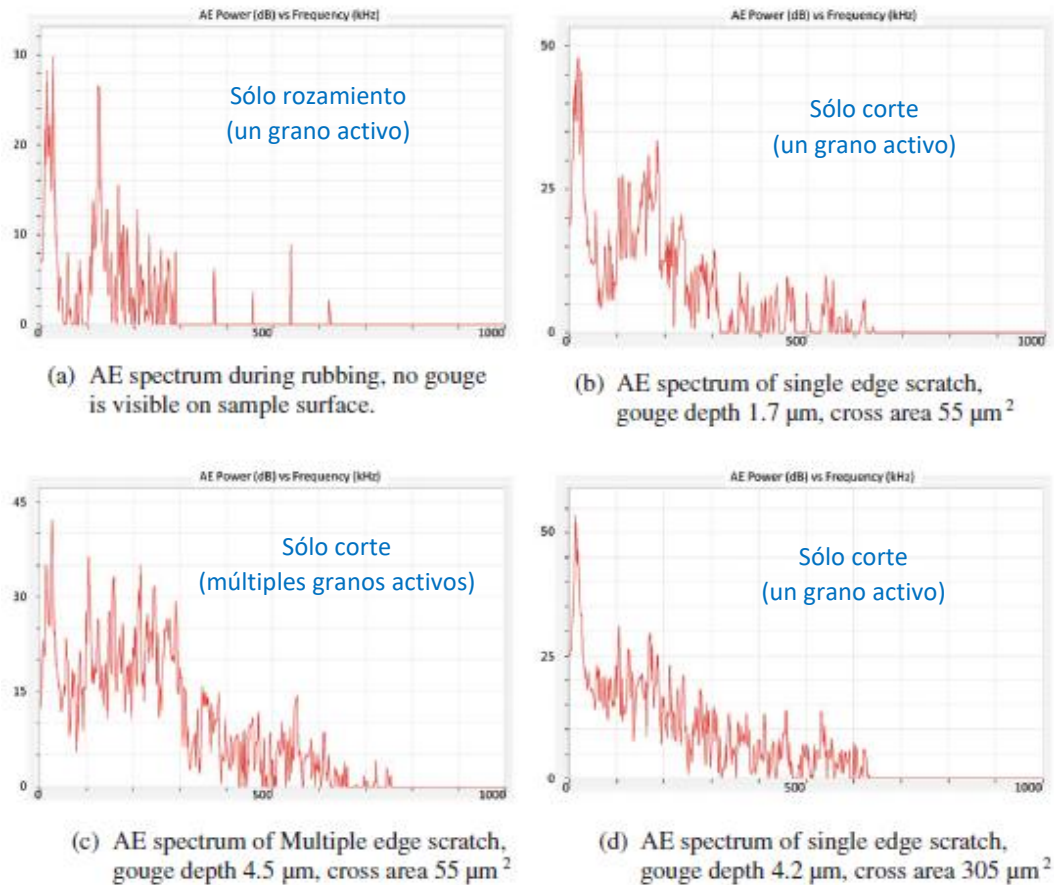 AE Power (dB) vs Frequency (kHz)
30
20
10
0
0
500
1000
Sólo rozamiento
(un grano activo)
(a) AE spectrum during rubbing, no gouge
is visible on sample surface.
AE Power (dB) vs Frequency (kHz)
50
25
0
0
500
1000
Sólo corte
(un grano activo)
(b) AE spectrum of single edge scratch,
gouge depth 1.7 μm, cross area 55 μm²
AE Power (dB) vs Frequency (kHz)
45
30
15
0
0
500
1000
Sólo corte
(múltiples granos activos)
(c) AE spectrum of Multiple edge scratch,
gouge depth 4.5 μm, cross area 55 μm²
AE Power (dB) vs Frequency (kHz)
50
25
0
0
500
1000
Sólo corte
(un grano activo)
(d) AE spectrum of single edge scratch,
gouge depth 4.2 μm, cross area 305 μm²